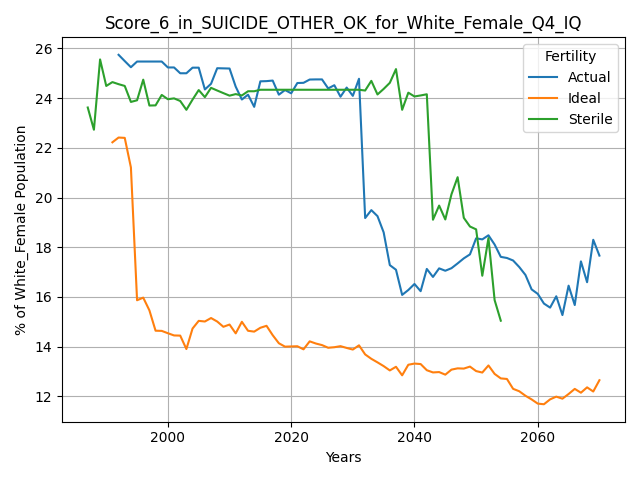 Score_6_in_SUICIDE_OTHER_OK_for_White_Female_Q4_IQ
Fertility
Actual
Ideal
Sterile
% of White_Female Population
26
24
22
20
18
16
14
12
2000
2020
2040
2060
Years